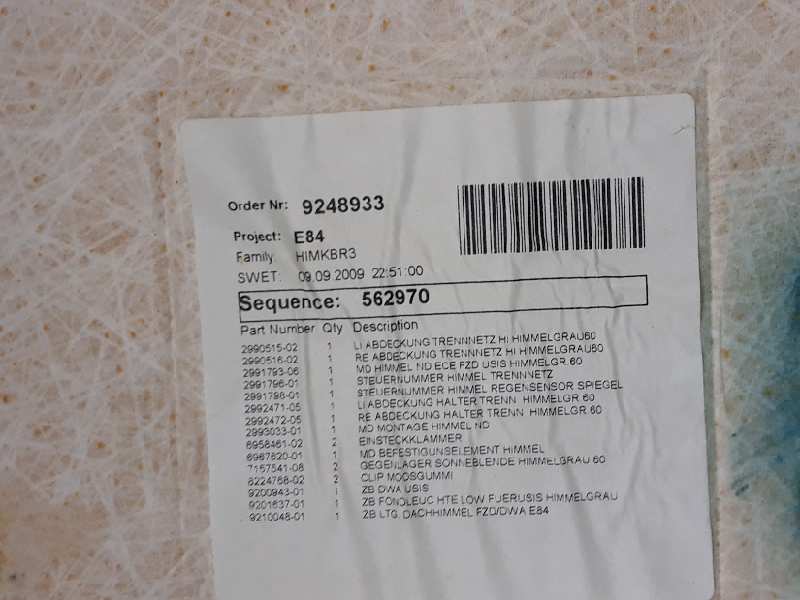 Order Nr: 9248933
Project: E84
Family: HIMKBR3
SWET: 09.09.2009 22:51:00
Sequence: 562970
Part Number Qty Description
2990515-02 1 LI ABDECKUNG TRENNNETZ HI HIMMELGRAU60
2990516-02 1 RE ABDECKUNG TRENNNETZ HI HIMMELGRAU60
2991793-06 1 MD HIMMEL ND ECE FZD USIS HIMMELGR.60
2991796-01 1 STEUERNUMMER HIMMEL TRENNNETZ
2991798-01 1 STEUERNUMMER HIMMEL REGENSENSOR SPIEGEL
2992471-05 1 LI ABDECKUNG HALTER TRENN. HIMMELGR.60
2992472-05 1 RE ABDECKUNG HALTER TRENN. HIMMELGR.60
2993033-01 1 MD MONTAGE HIMMEL ND
6958461-02 2 EINSTECKKLAMMER
6967820-01 1 MD BEFESTIGUNSELEMENT HIMMEL
7157541-08 2 GEGENLAGER SONNEBLENDE HIMMELGRAU 60
8224768-02 2 CLIP MOOSGUMMI
9200943-01 1 ZB DWA USIS
9201637-01 1 ZB FONDLEUCHTE LOW FUERUSIS HIMMELGRAU
9210048-01 1 ZB LTG. DACHHIMMEL FZD/DWA E84